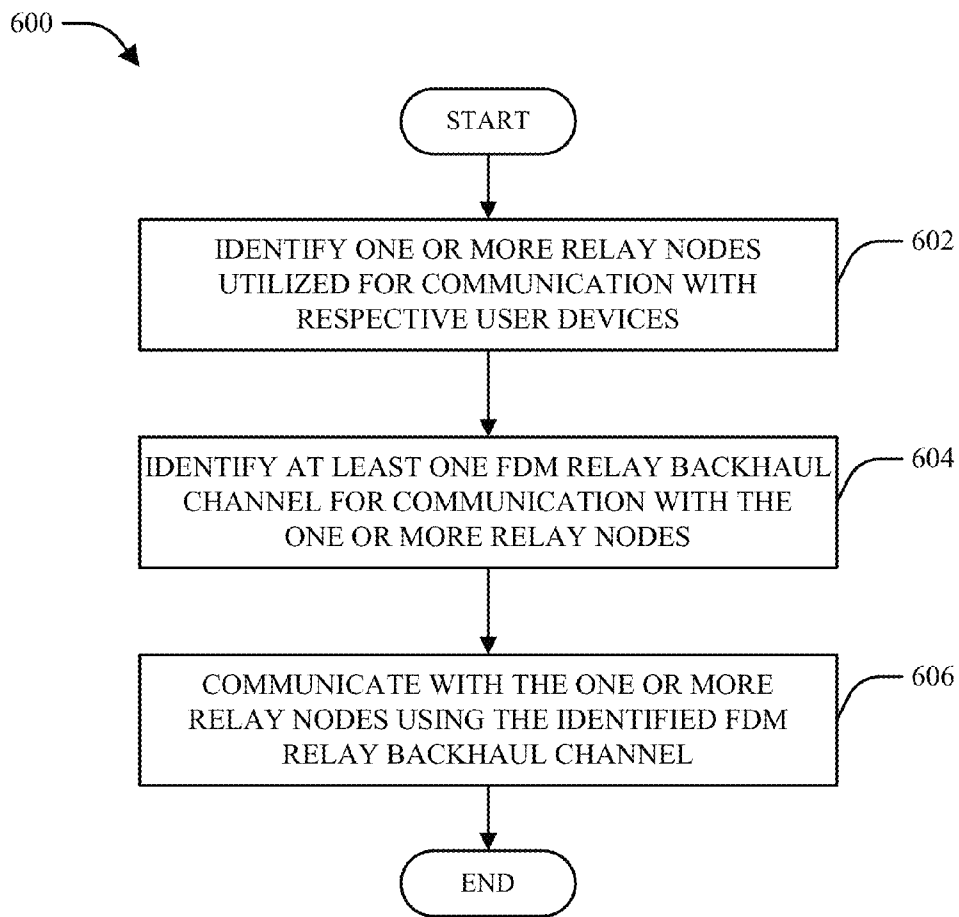 600
START
IDENTIFY ONE OR MORE RELAY NODES
UTILIZED FOR COMMUNICATION WITH
RESPECTIVE USER DEVICES
602
IDENTIFY AT LEAST ONE FDM RELAY BACKHAUL
CHANNEL FOR COMMUNICATION WITH THE
ONE OR MORE RELAY NODES
604
COMMUNICATE WITH THE ONE OR MORE
RELAY NODES USING THE IDENTIFIED FDM
RELAY BACKHAUL CHANNEL
606
END